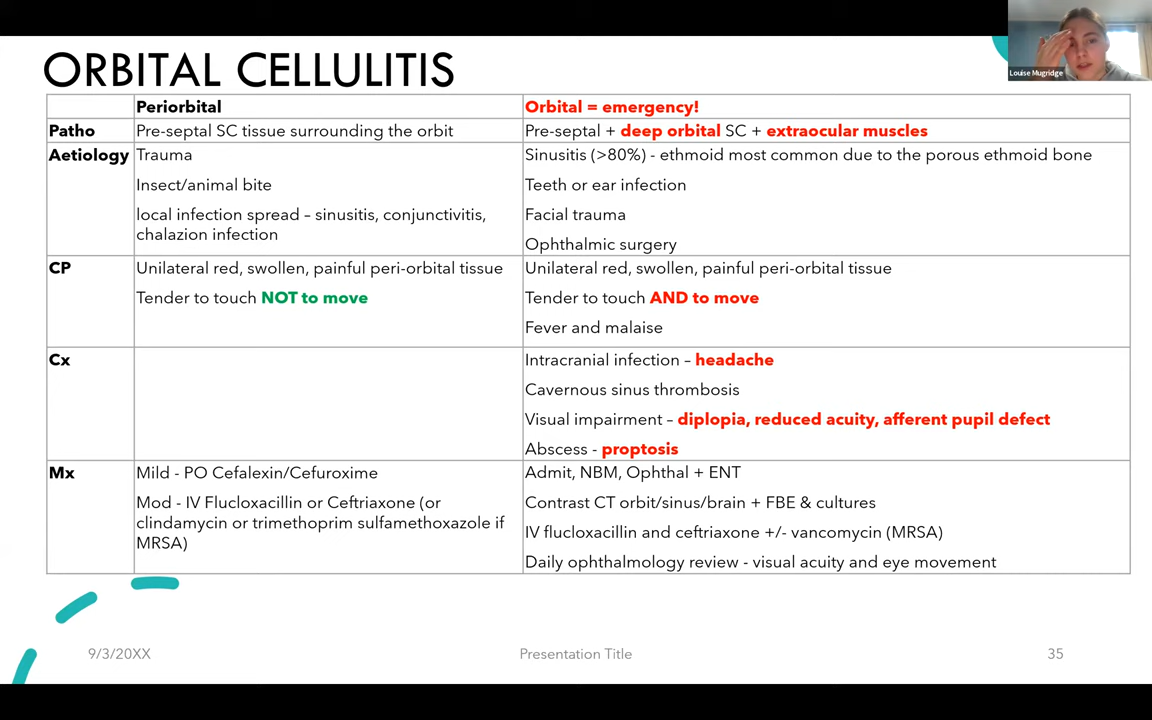 Louise Mugridge
ORBITAL CELLULITIS
Periorbital
Orbital = emergency!
Patho
Pre-septal SC tissue surrounding the orbit
Pre-septal + deep orbital SC + extraocular muscles
Aetiology
Trauma
Insect/animal bite
local infection spread – sinusitis, conjunctivitis,
chalazion infection
Sinusitis (>80%) - ethmoid most common due to the porous ethmoid bone
Teeth or ear infection
Facial trauma
Ophthalmic surgery
CP
Unilateral red, swollen, painful peri-orbital tissue
Tender to touch NOT to move
Unilateral red, swollen, painful peri-orbital tissue
Tender to touch AND to move
Fever and malaise
Cx
Intracranial infection – headache
Cavernous sinus thrombosis
Visual impairment – diplopia, reduced acuity, afferent pupil defect
Abscess - proptosis
Mx
Mild - PO Cefalexin/Cefuroxime
Mod - IV Flucloxacillin or Ceftriaxone (or
clindamycin or trimethoprim sulfamethoxazole if
MRSA)
Admit, NBM, Ophthal + ENT
Contrast CT orbit/sinus/brain + FBE & cultures
IV flucloxacillin and ceftriaxone +/- vancomycin (MRSA)
Daily ophthalmology review - visual acuity and eye movement
9/3/20XX
Presentation Title
35